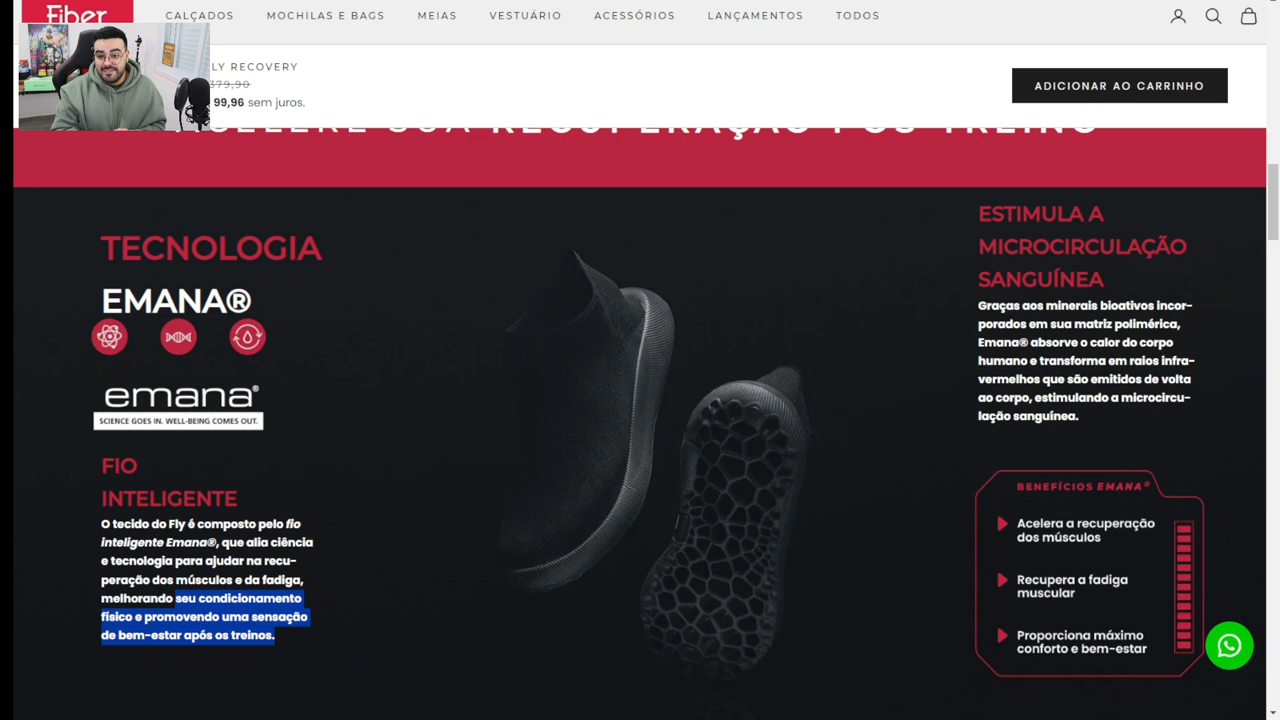 Fiber
CALÇADOS
MOCHILAS E BAGS
MEIAS
VESTUÁRIO
ACESSÓRIOS
LANÇAMENTOS
TODOS
LY RECOVERY
379,90
99,96 sem juros.
ADICIONAR AO CARRINHO
SUA RECUPERAÇÃO PÓS TREINO
TECNOLOGIA
EMANA®
emana®
SCIENCE GOES IN. WELL-BEING COMES OUT.
FIO
INTELIGENTE
O tecido do Fly é composto pelo fio
inteligente Emana®, que alia ciência
e tecnologia para ajudar na recu-
peração dos músculos e da fadiga,
melhorando seu condicionamento
físico e promovendo uma sensação
de bem-estar após os treinos.
ESTIMULA A
MICROCIRCULAÇÃO
SANGUÍNEA
Graças aos minerais bioativos incor-
porados em sua matriz polimérica,
Emana® absorve o calor do corpo
humano e transforma em raios infra-
vermelhos que são emitidos de volta
ao corpo, estimulando a microcircu-
lação sanguínea.
BENEFÍCIOS EMANA®
Acelera a recuperação
dos músculos
Recupera a fadiga
muscular
Proporciona máximo
conforto e bem-estar